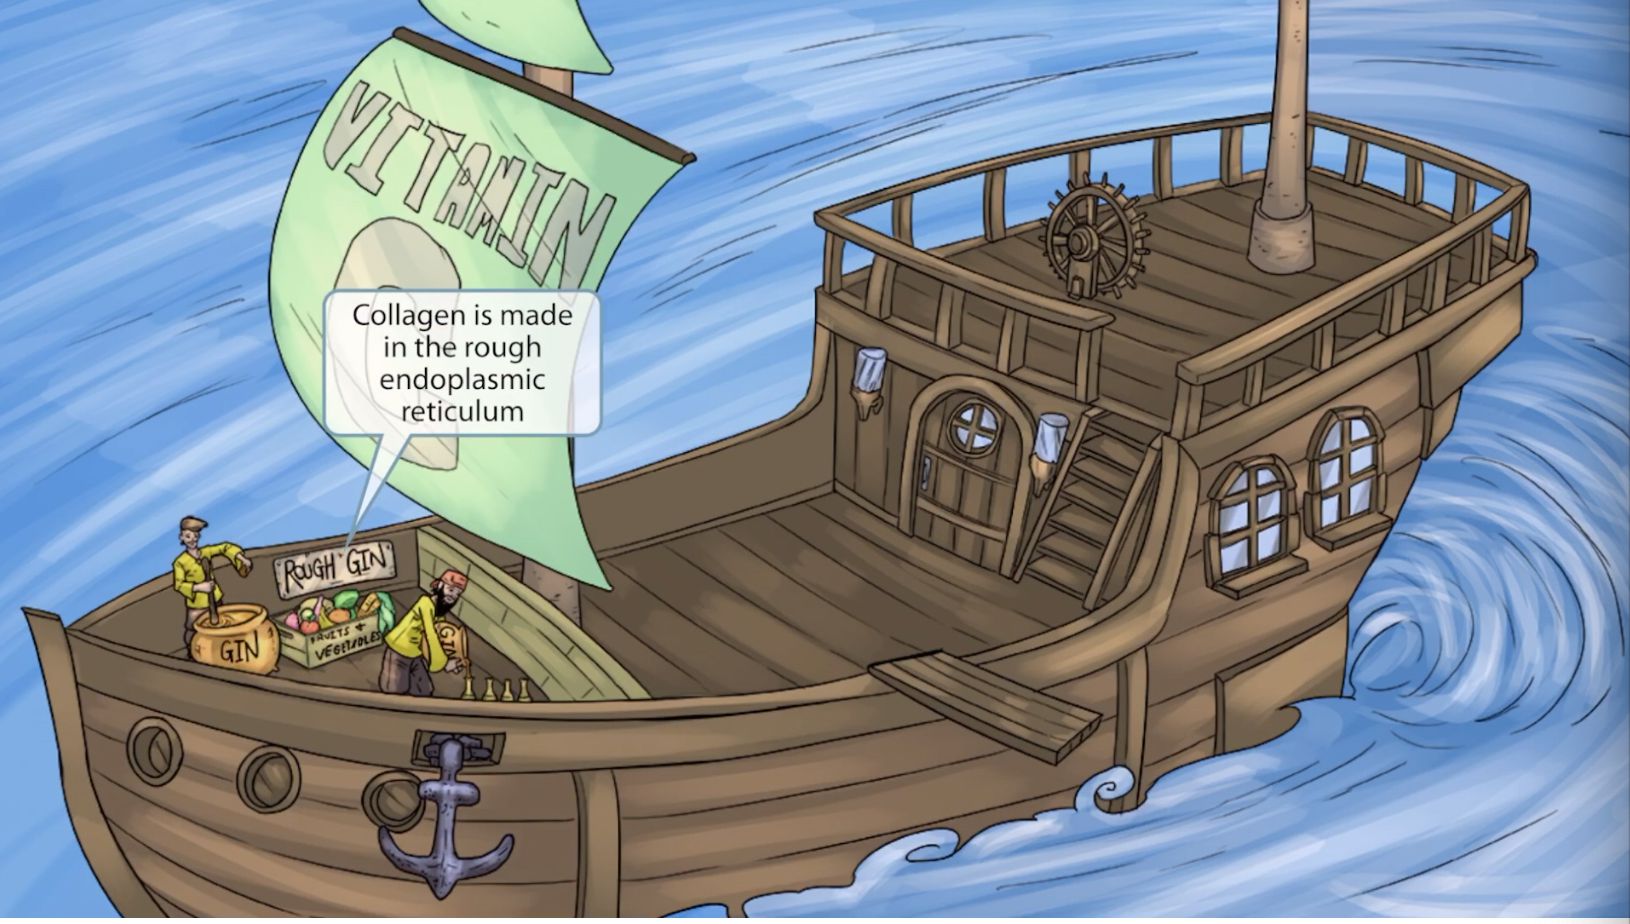 VITAMIN
Collagen is made
in the rough
endoplasmic
reticulum
ROUGH GIN
GIN
FRUITS +
VEGETABLES
GIN